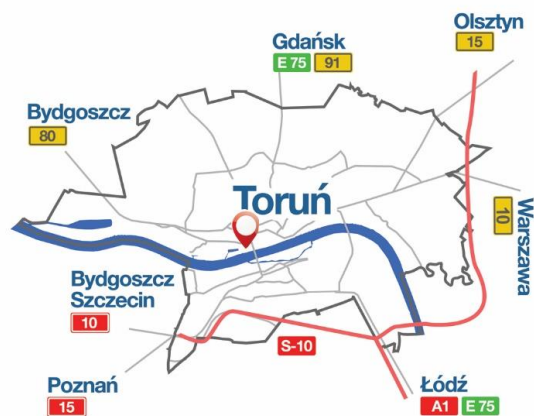 Olsztyn
15
Gdańsk
E 75 91
Bydgoszcz
80
Toruń
10
Warszawa
Bydgoszcz
Szczecin
10
S-10
Poznań
15
Łódź
A1 E 75